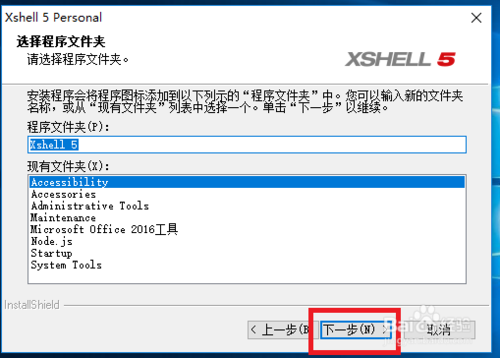 Xshell 5 Personal
选择程序文件夹
请选择程序文件夹。
XSHELL 5
安装程序会将程序图标添加到以下列示的“程序文件夹”中。您可以输入新的文件夹
名称，或从“现有文件夹”列表中选择一个。单击“下一步”以继续。
程序文件夹(P):
Xshell 5
现有文件夹(X):
Accessibility
Accessories
Administrative Tools
Maintenance
Microsoft Office 2016工具
Node.js
Startup
System Tools
InstallShield
< 上一步(B 下一步(N) > 取消